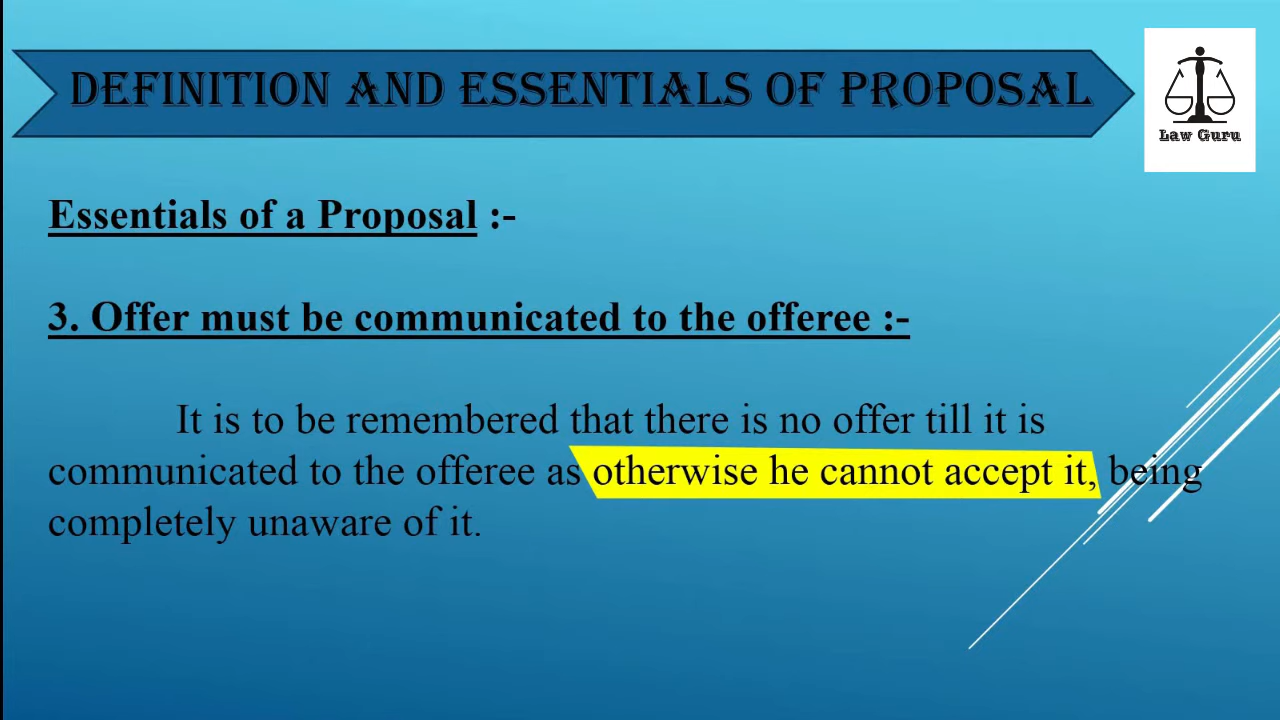 DEFINITION AND ESSENTIALS OF PROPOSAL
Law Guru
Essentials of a Proposal :-
3. Offer must be communicated to the offeree :-
It is to be remembered that there is no offer till it is
communicated to the offeree as otherwise he cannot accept it, being
completely unaware of it.